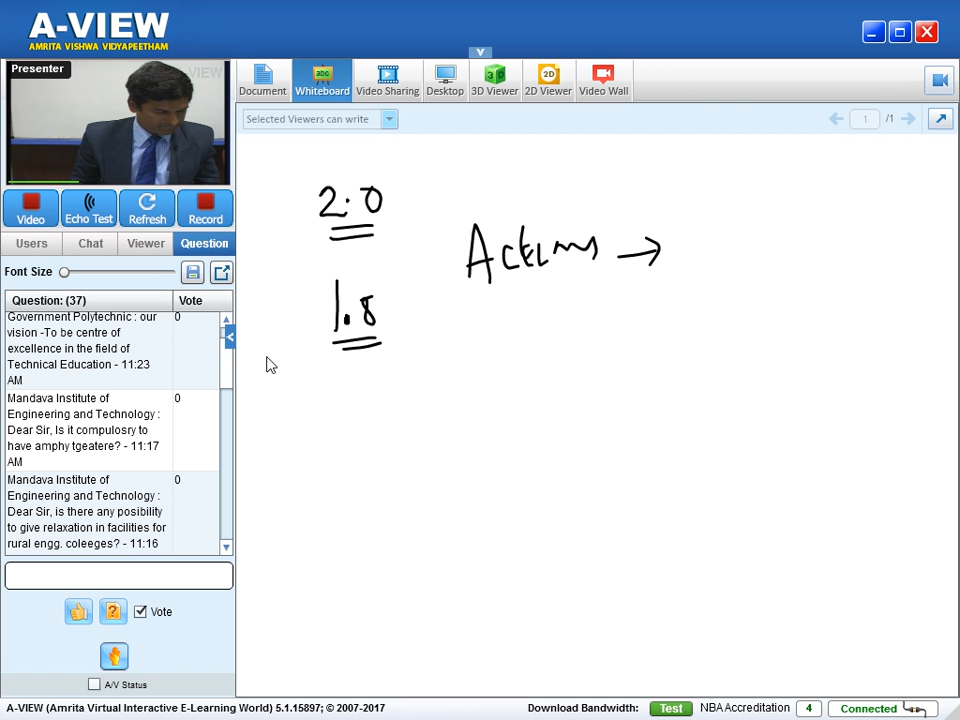 A-VIEW
AMRITA VISHWA VIDYAPEETHAM
v
Presenter
VIEW
Video
Echo Test
Refresh
Record
Users Chat Viewer Question
Font Size
Question: (37) Vote
Government Polytechnic : our 0
vision -To be centre of
excellence in the field of
Technical Education - 11:23
AM
Mandava Institute of 0
Engineering and Technology :
Dear Sir, Is it compulosry to
have amphy tgeatere? - 11:17
AM
Mandava Institute of 0
Engineering and Technology :
Dear Sir, is there any posibility
to give relaxation in facilities for
rural engg. coleeges? - 11:16
Vote
A/V Status
abc 3D 2D
Document Whiteboard Video Sharing Desktop 3D Viewer 2D Viewer Video Wall
Selected Viewers can write 1 /1
2.0
Actions →
1.8
A-VIEW (Amrita Virtual Interactive E-Learning World) 5.1.15897; © 2007-2017 Download Bandwidth: Test NBA Accreditation 4 Connected